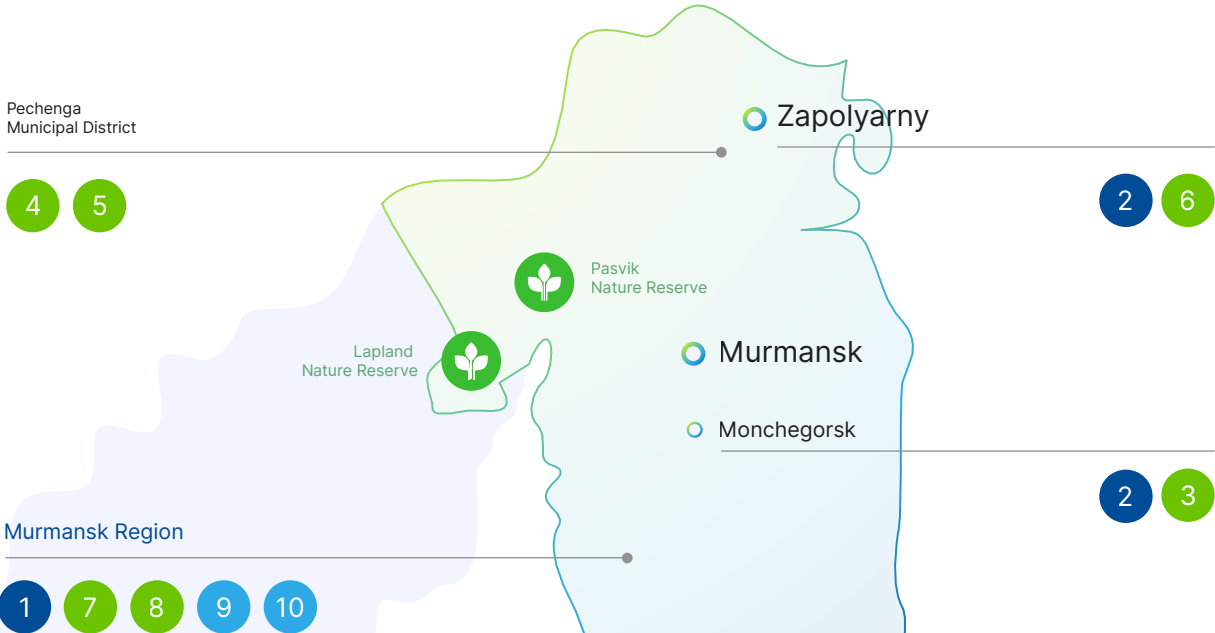 Pechenga
Municipal District
4 5
Zapolyarny
2 6
Pasvik
Nature Reserve
Lapland
Nature Reserve
Murmansk
Monchegorsk
2 3
Murmansk Region
1 7 8 9 10